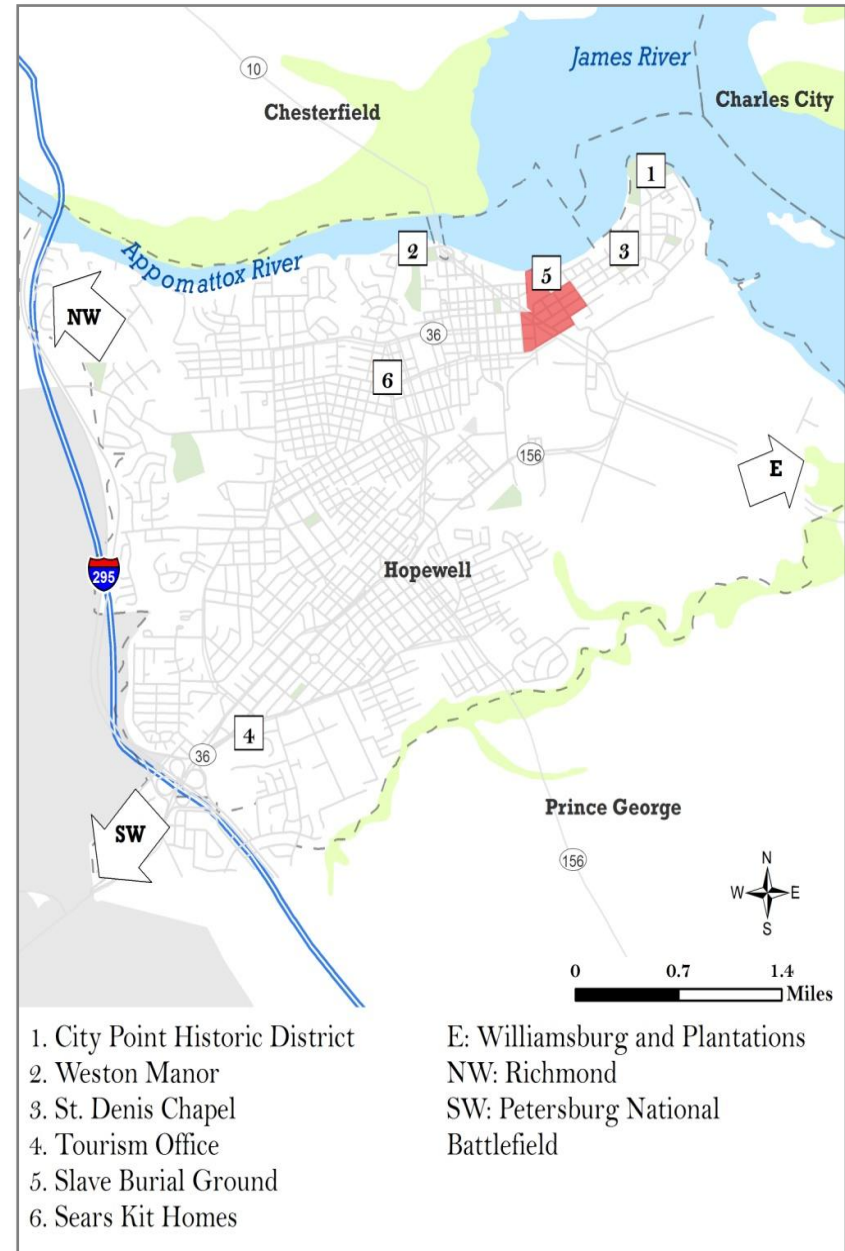 James River
10
Charles City
Chesterfield
1
2
3
Appomattox River
5
NW
36
6
156
E
295
Hopewell
4
36
Prince George
SW
156
N
W E
S
0 0.7 1.4
Miles
1. City Point Historic District
2. Weston Manor
3. St. Denis Chapel
4. Tourism Office
5. Slave Burial Ground
6. Sears Kit Homes
E: Williamsburg and Plantations
NW: Richmond
SW: Petersburg National
Battlefield